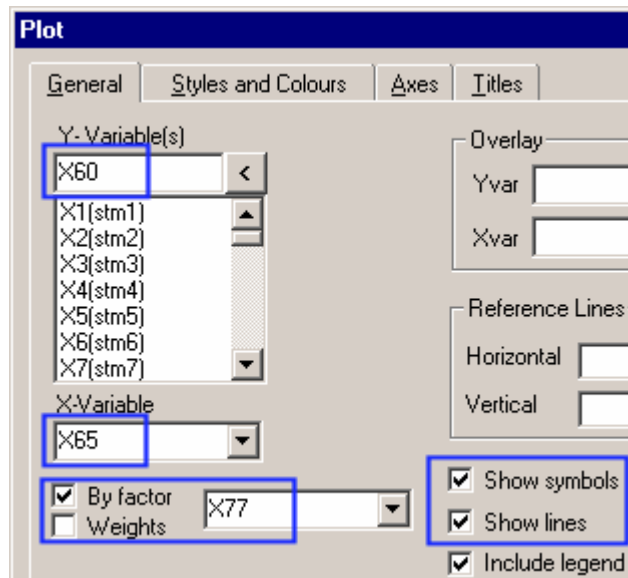 Plot
General
Styles and Colours
Axes
Titles
Y- Variable(s)
X60
<
X1(stm1)
X2(stm2)
X3(stm3)
X4(stm4)
X5(stm5)
X6(stm6)
X7(stm7)
X-Variable
X65
By factor
Weights
X77
Overlay
Yvar
Xvar
Reference Lines
Horizontal
Vertical
Show symbols
Show lines
Include legend